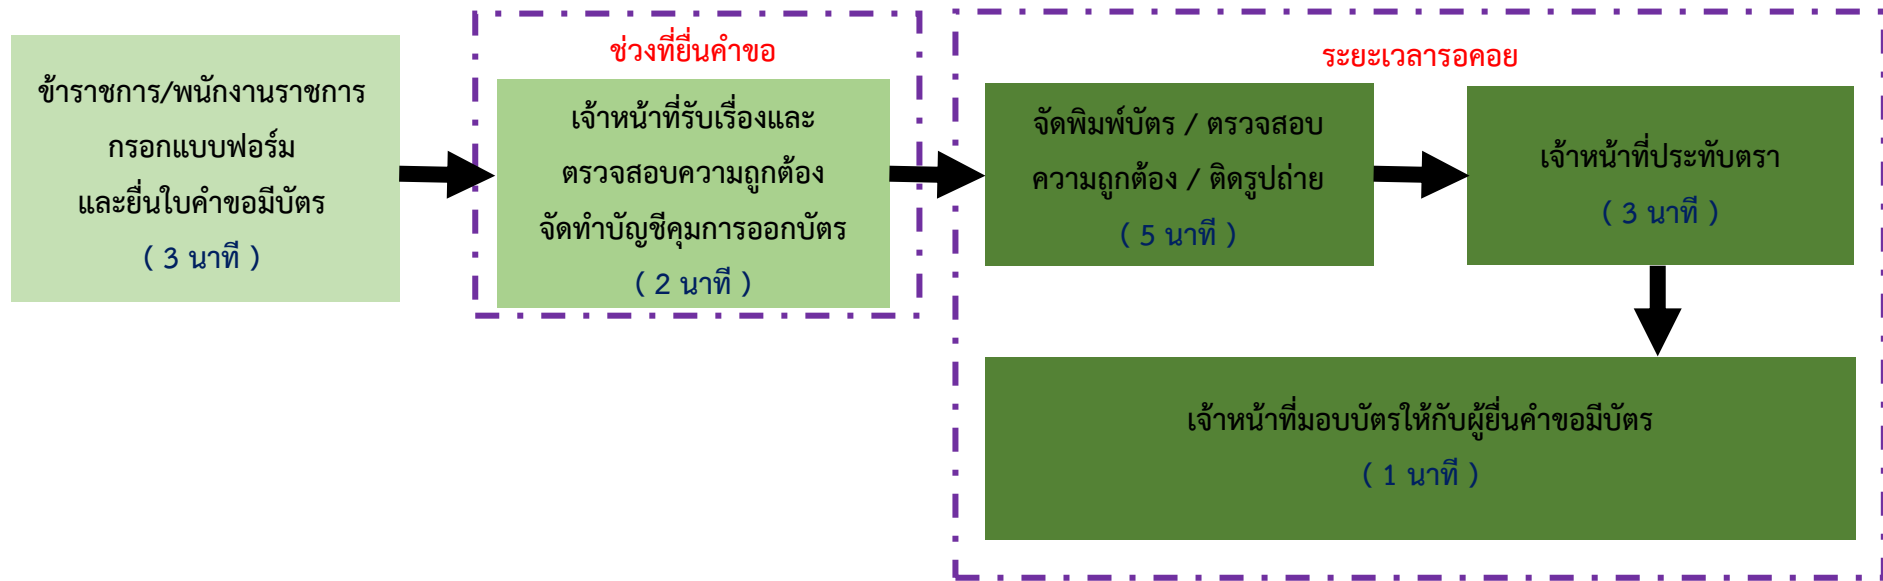 ข้าราชการ/พนักงานราชการ
กรอกแบบฟอร์ม
และยื่นใบคำขอมีบัตร
( 3 นาที )
ช่วงที่ยื่นคำขอ
เจ้าหน้าที่รับเรื่องและ
ตรวจสอบความถูกต้อง
จัดทำบัญชีคุมการออกบัตร
( 2 นาที )
ระยะเวลารอคอย
จัดพิมพ์บัตร / ตรวจสอบ
ความถูกต้อง / ติดรูปถ่าย
( 5 นาที )
เจ้าหน้าที่ประทับตรา
( 3 นาที )
เจ้าหน้าที่มอบบัตรให้กับผู้ยื่นคำขอมีบัตร
( 1 นาที )